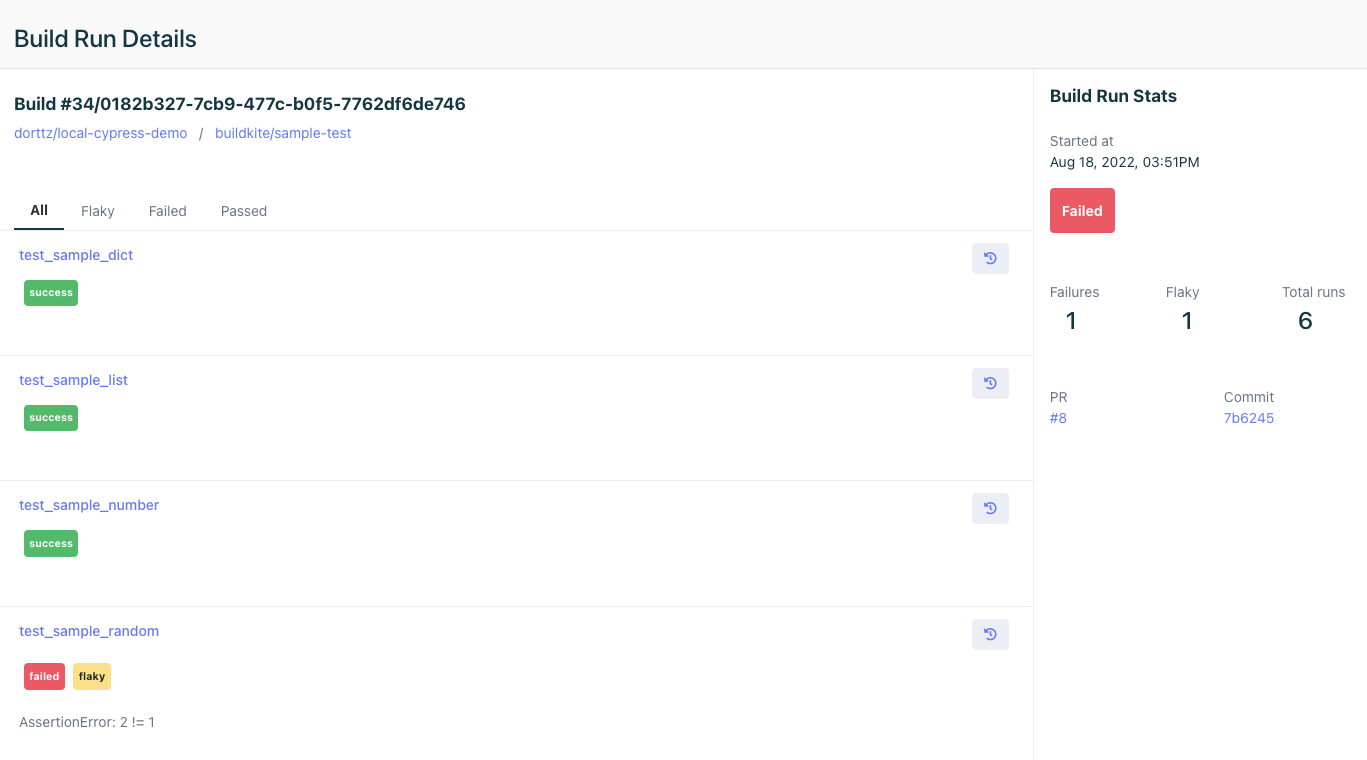 Build Run Details
Build #34/0182b327-7cb9-477c-b0f5-7762df6de746
dorttz/local-cypress-demo / buildkite/sample-test
All Flaky Failed Passed
test_sample_dict
success
test_sample_list
success
test_sample_number
success
test_sample_random
failed flaky
AssertionError: 2 != 1
Build Run Stats
Started at
Aug 18, 2022, 03:51PM
Failed
Failures Flaky Total runs
1 1 6
PR Commit
#8 7b6245